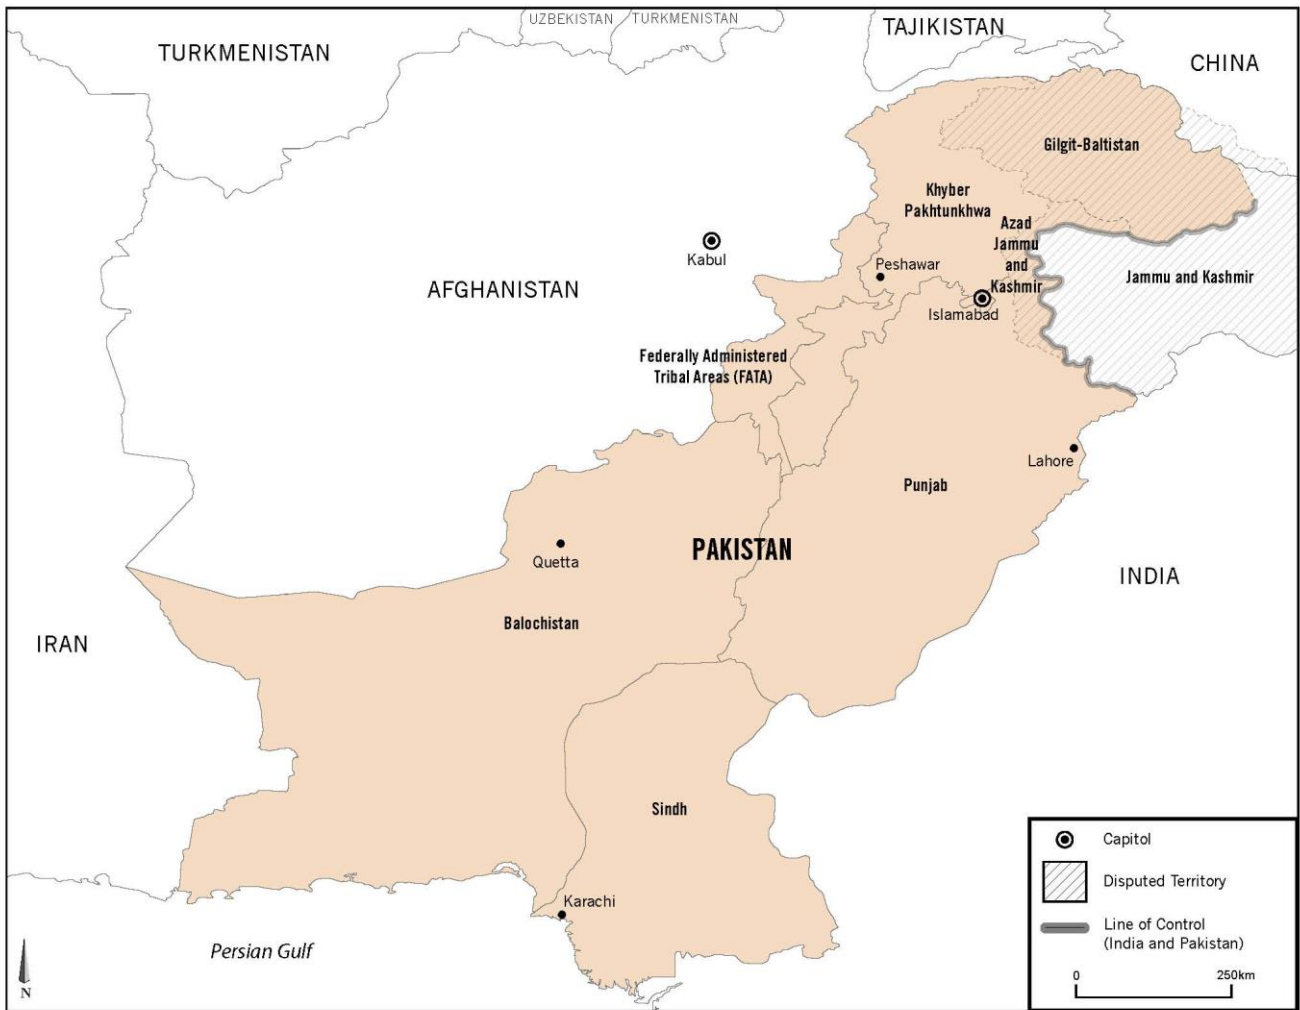 UZBEKISTAN
TURKMENISTAN
TAJIKISTAN
TURKMENISTAN
CHINA
Gilgit-Baltistan
Khyber
Pakhtunkhwa
Azad
Jammu
and
Kashmir
Kabul
Peshawar
Jammu and Kashmir
AFGHANISTAN
Islamabad
Federally Administered
Tribal Areas (FATA)
Lahore
Punjab
PAKISTAN
Quetta
INDIA
Balochistan
IRAN
Sindh
Karachi
Persian Gulf
N
Capitol
Disputed Territory
Line of Control
(India and Pakistan)
0 250km